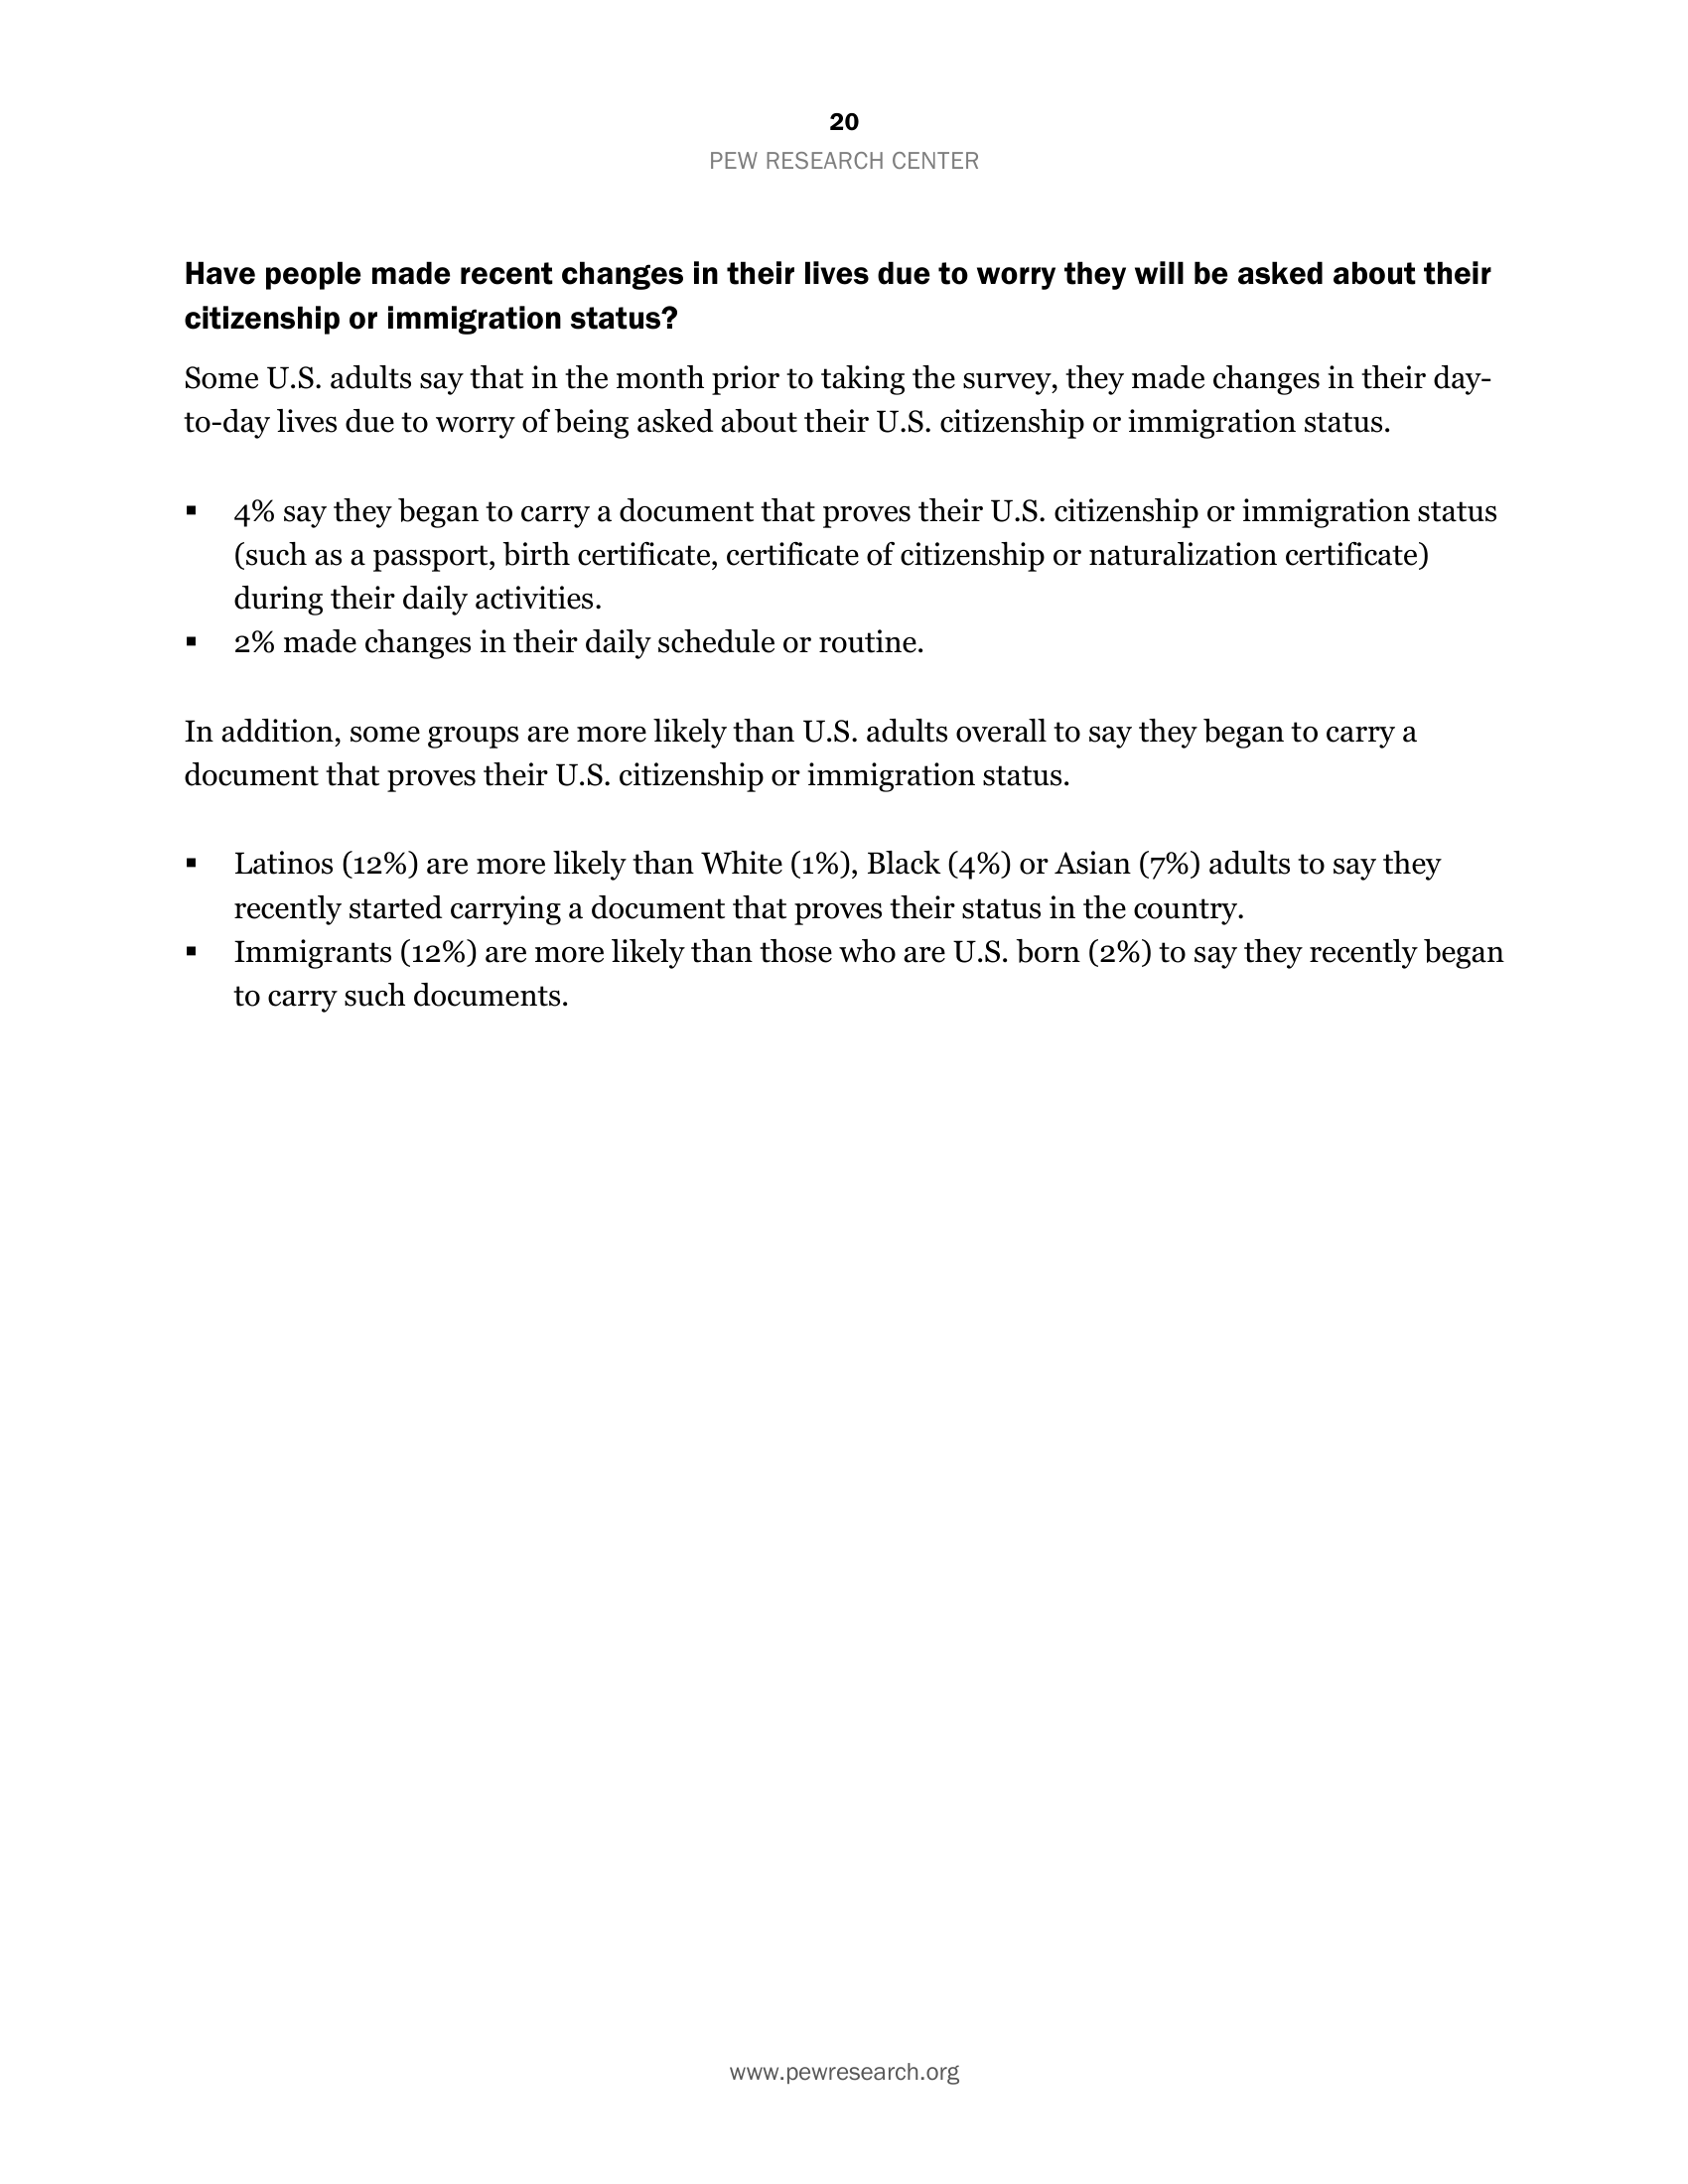 20
PEW RESEARCH CENTER
Have people made recent changes in their lives due to worry they will be asked about their
citizenship or immigration status?
Some U.S. adults say that in the month prior to taking the survey, they made changes in their day-
to-day lives due to worry of being asked about their U.S. citizenship or immigration status.
▪ 4% say they began to carry a document that proves their U.S. citizenship or immigration status
(such as a passport, birth certificate, certificate of citizenship or naturalization certificate)
during their daily activities.
▪ 2% made changes in their daily schedule or routine.
In addition, some groups are more likely than U.S. adults overall to say they began to carry a
document that proves their U.S. citizenship or immigration status.
▪ Latinos (12%) are more likely than White (1%), Black (4%) or Asian (7%) adults to say they
recently started carrying a document that proves their status in the country.
▪ Immigrants (12%) are more likely than those who are U.S. born (2%) to say they recently began
to carry such documents.
www.pewresearch.org